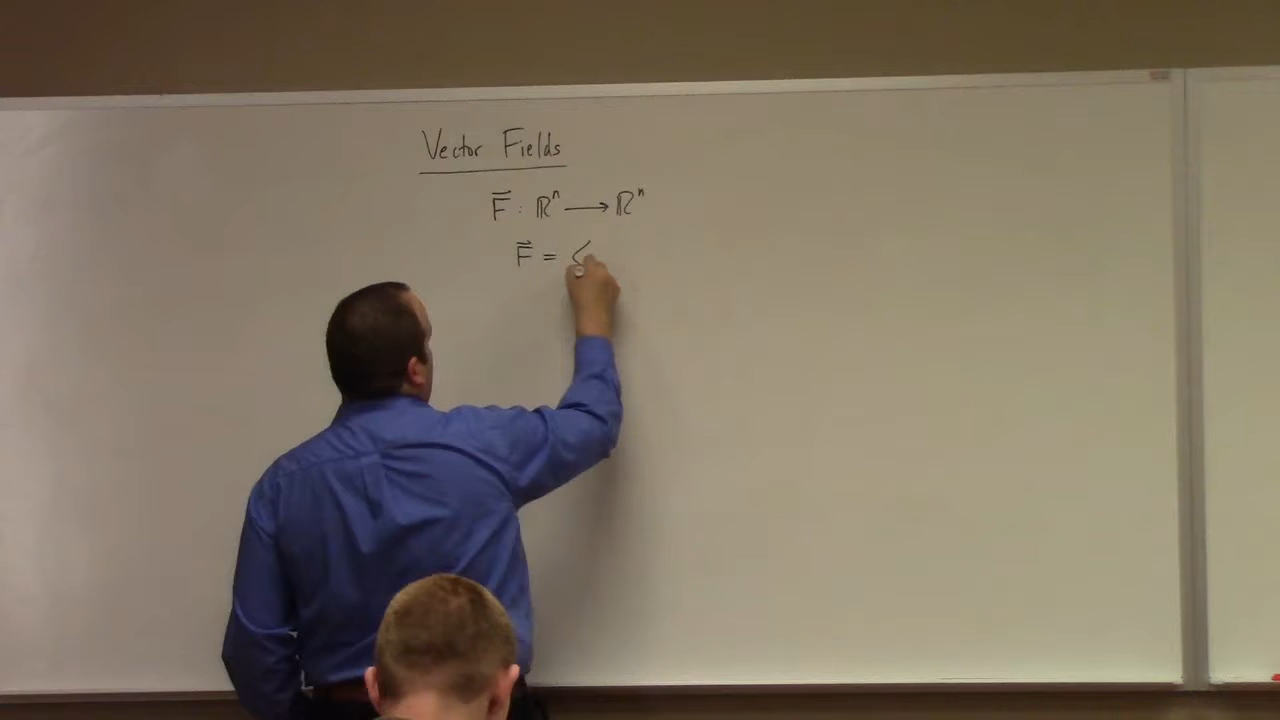 Vector Fields
F⃗ : ℝⁿ ⟶ ℝⁿ
F⃗ = <